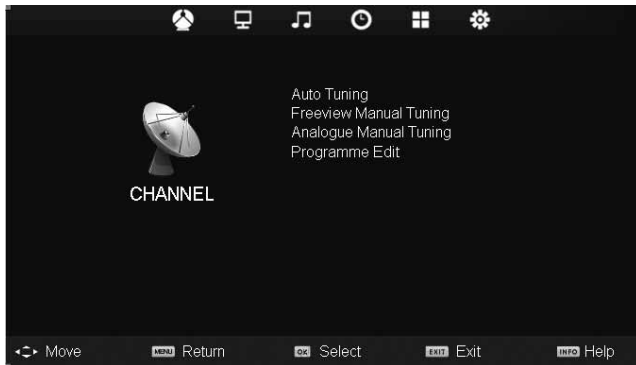 Auto Tuning
Freeview Manual Tuning
Analogue Manual Tuning
Programme Edit
CHANNEL
Move MENU Return OK Select EXIT Exit INFO Help